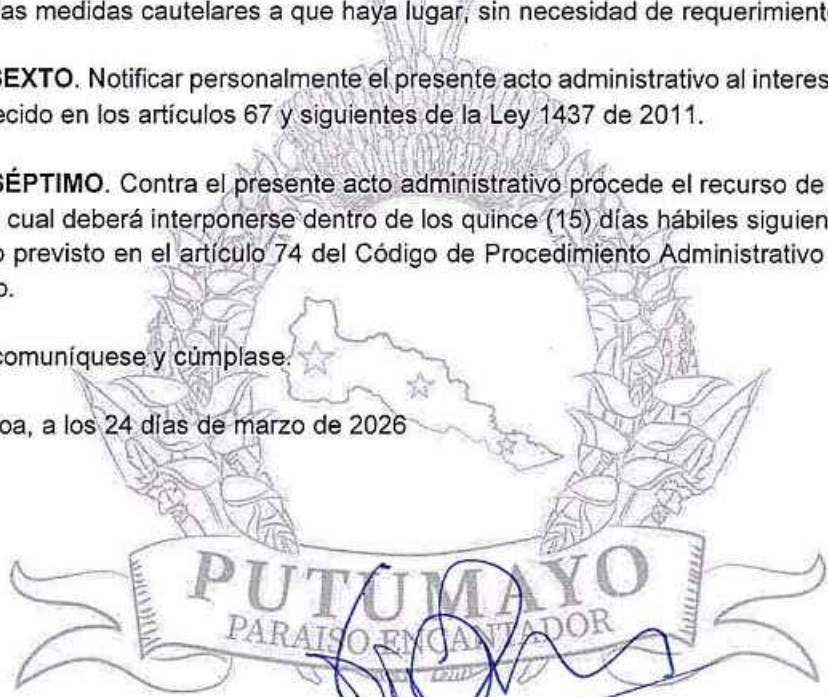 las medidas cautelares a que haya lugar, sin necesidad de requerimiento
SEXTO. Notificar personalmente el presente acto administrativo al interes
ecido en los artículos 67 y siguientes de la Ley 1437 de 2011.
SÉPTIMO. Contra el presente acto administrativo procede el recurso de
cual deberá interponerse dentro de los quince (15) días hábiles siguien
o previsto en el artículo 74 del Código de Procedimiento Administrativo
o.
comuníquese y cúmplase.
oa, a los 24 días de marzo de 2026
PUTUMAYO
PARAISO ENCANTADOR